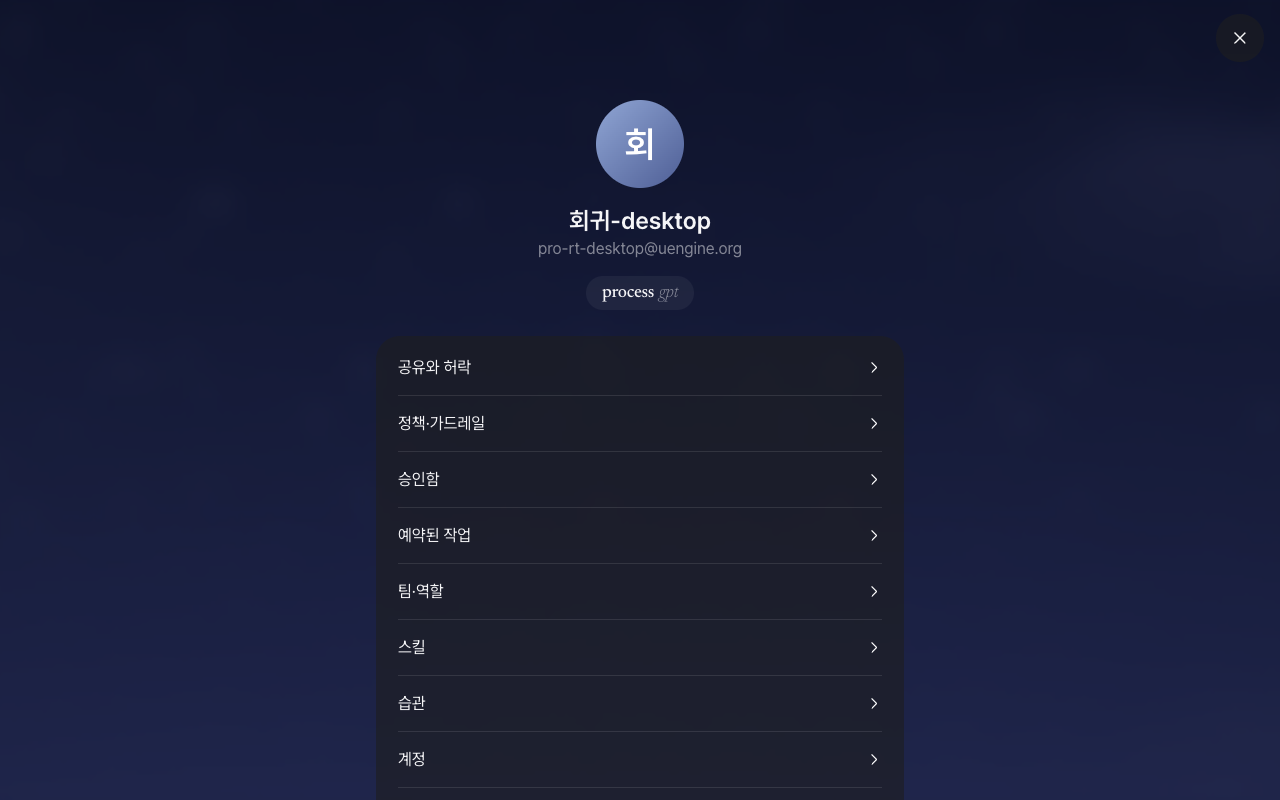 회
회귀-desktop
pro-rt-desktop@uengine.org
process gpt
공유와 허락
정책·가드레일
승인함
예약된 작업
팀·역할
스킬
습관
계정